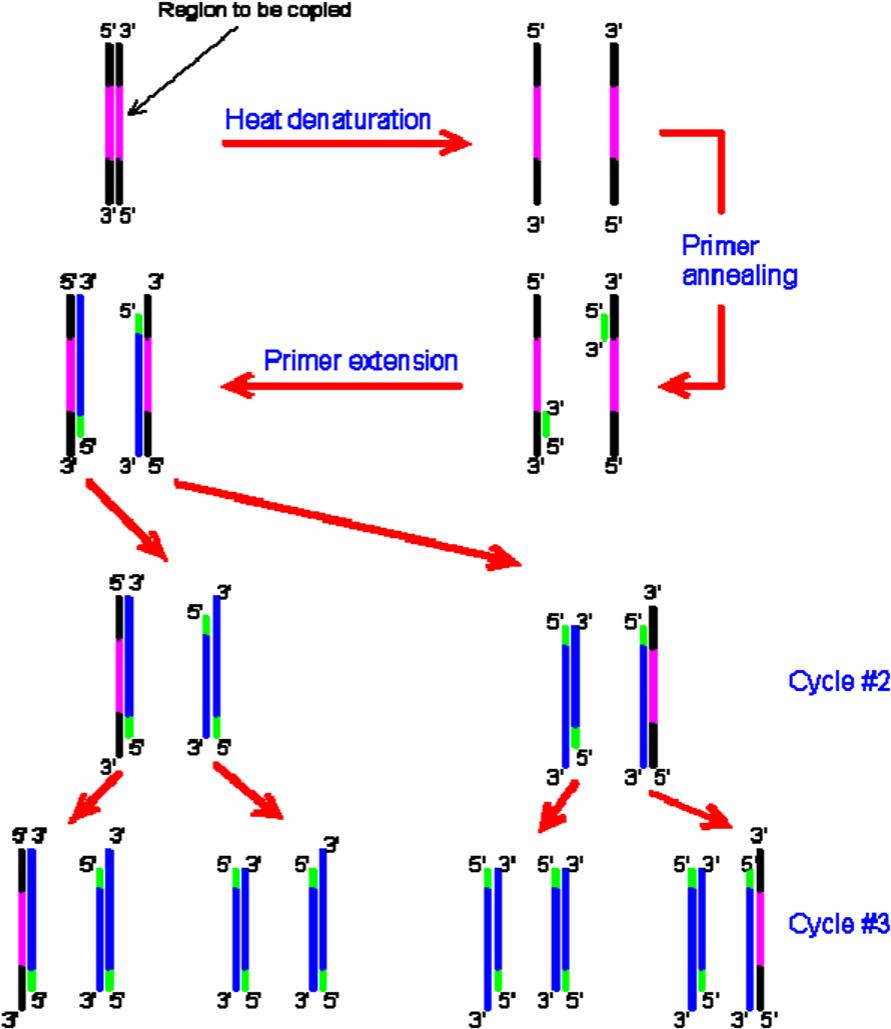 Region to be copied
5' 3' 5' 3'
Heat denaturation
3' 5' 3' 5'
Primer
annealing
5' 3' 3' 5' 3'
5' 5'
3'
Primer extension
3'
5' 5'
3' 3' 5' 3' 5'
5' 3' 3' 3'
5' 5' 3' 5'
Cycle #2
5' 3' 5' 5'
3' 3' 3' 5'
5' 3' 3' 3' 3'
5' 5' 3' 5' 5' 3' 5' 3' 5' 3' 5'
Cycle #3
5' 3' 5' 3' 5' 3' 5' 5' 3' 5' 5'
3' 3' 3' 3' 5'